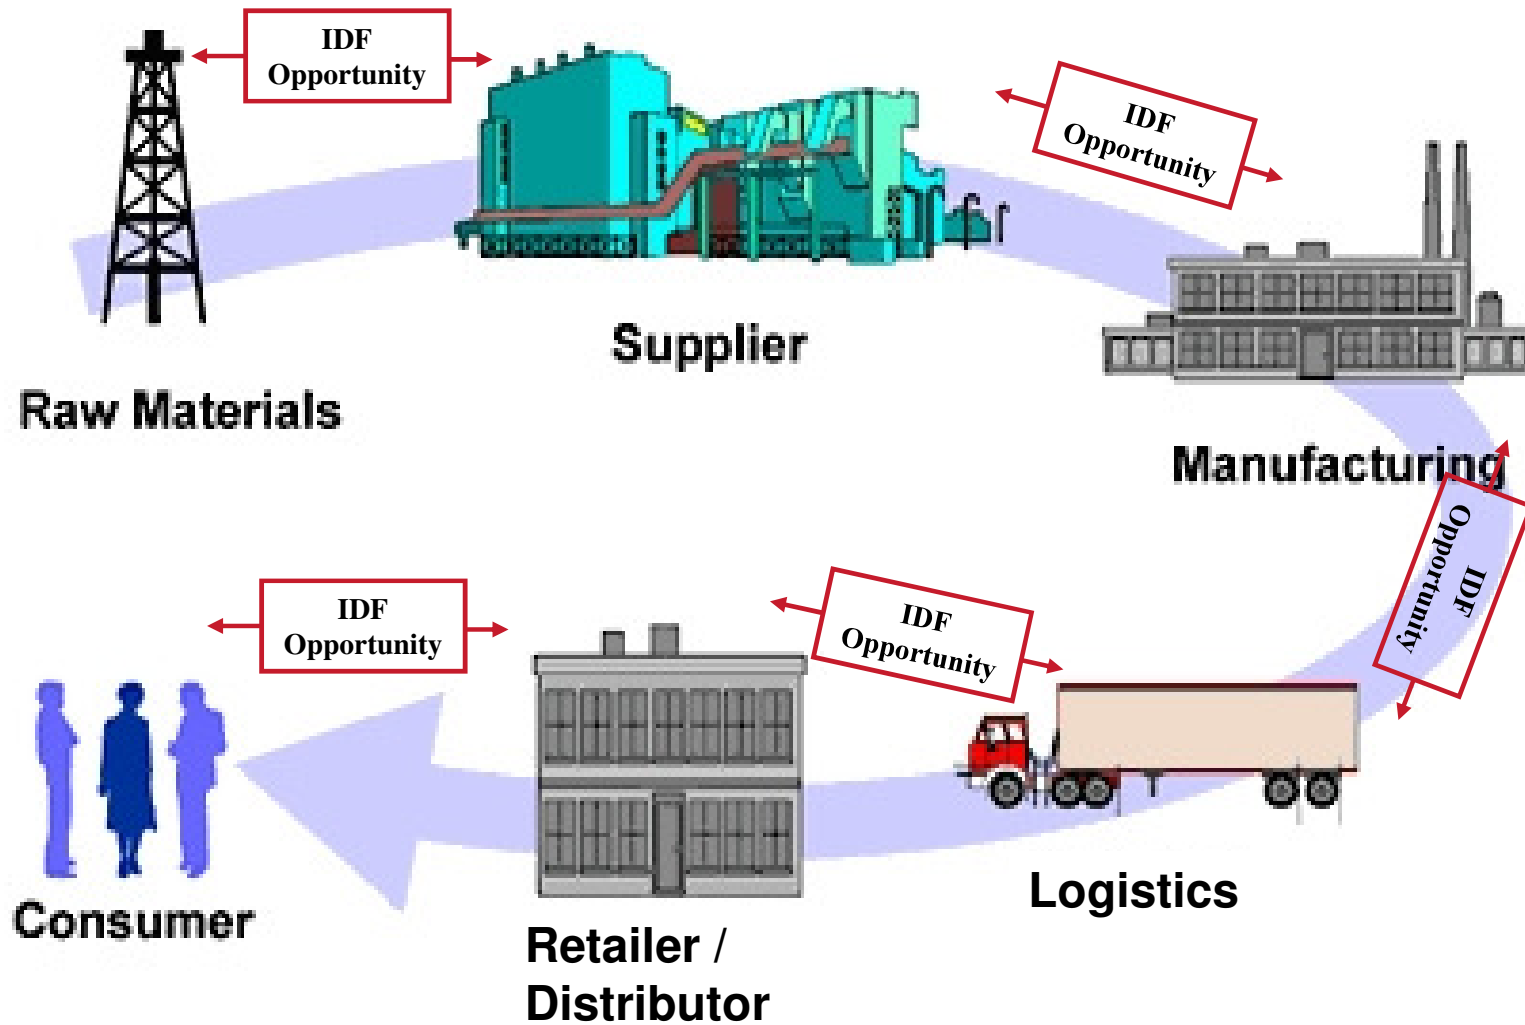 IDF
Opportunity
IDF
Opportunity
Supplier
Raw Materials
Manufacturing
IDF
Opportunity
IDF
Opportunity
IDF
Opportunity
Logistics
Consumer
Retailer /
Distributor